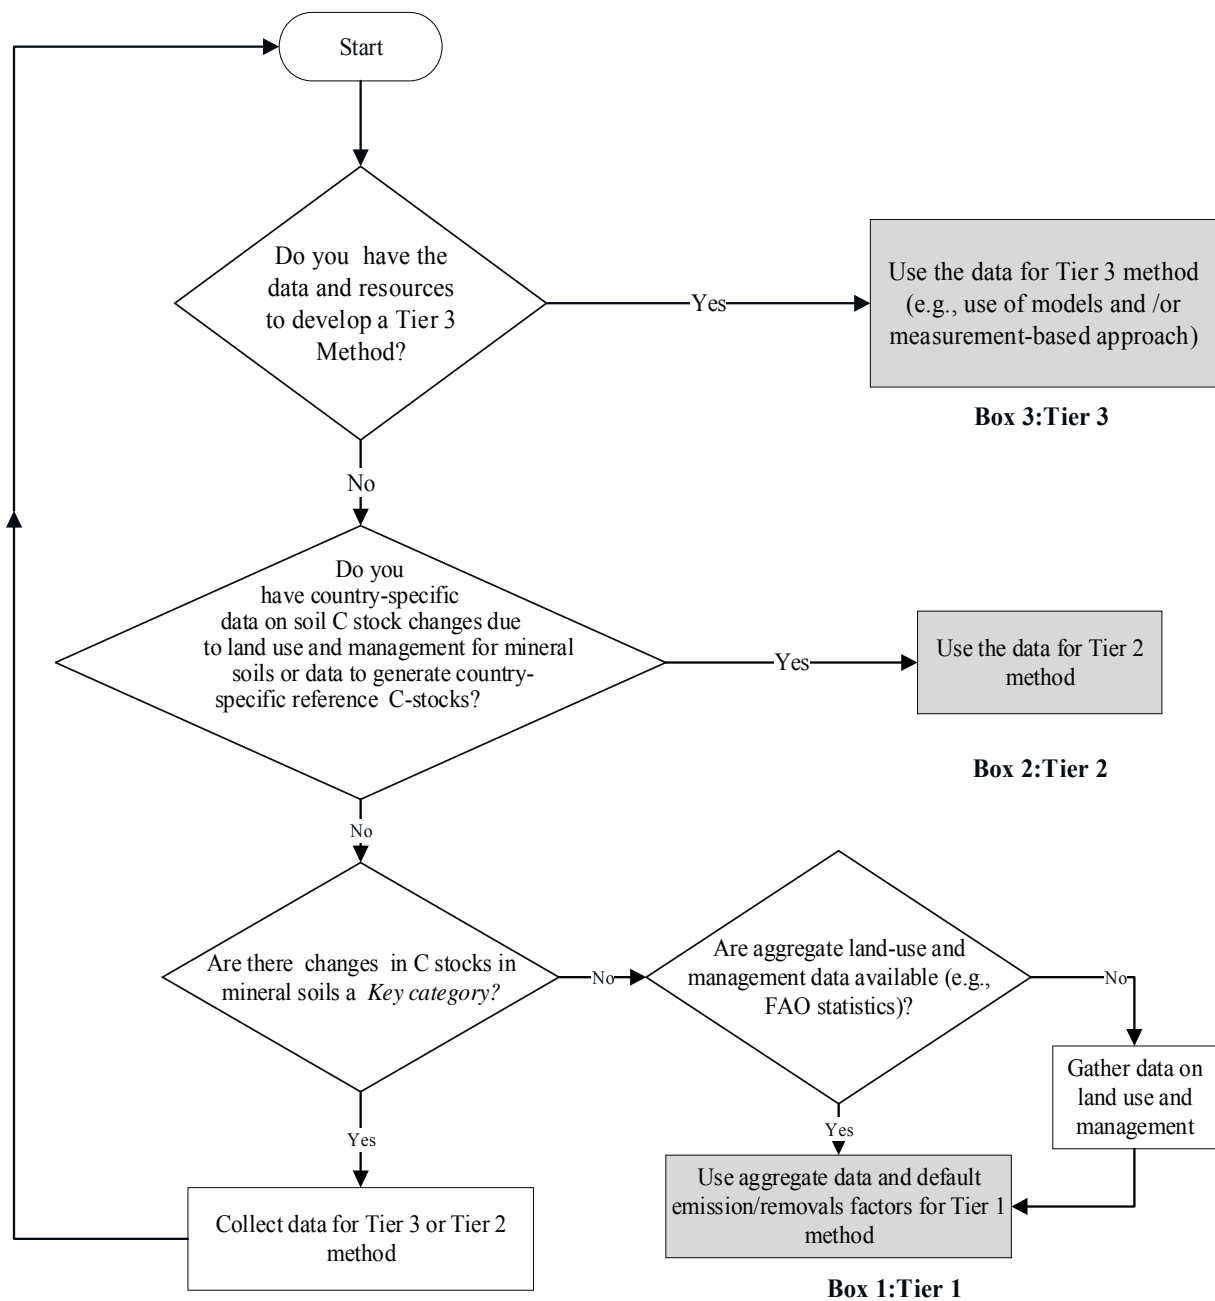 Start
Do you have the
data and resources
to develop a Tier 3
Method?
Yes
Use the data for Tier 3 method
(e.g., use of models and /or
measurement-based approach)
Box 3:Tier 3
No
Do you
have country-specific
data on soil C stock changes due
to land use and management for mineral
soils or data to generate country-
specific reference C-stocks?
Yes
Use the data for Tier 2
method
Box 2:Tier 2
No
Are there changes in C stocks in
mineral soils a Key category?
No
Are aggregate land-use and
management data available (e.g.,
FAO statistics)?
No
Gather data on
land use and
management
Yes
Yes
Collect data for Tier 3 or Tier 2
method
Use aggregate data and default
emission/removals factors for Tier 1
method
Box 1:Tier 1